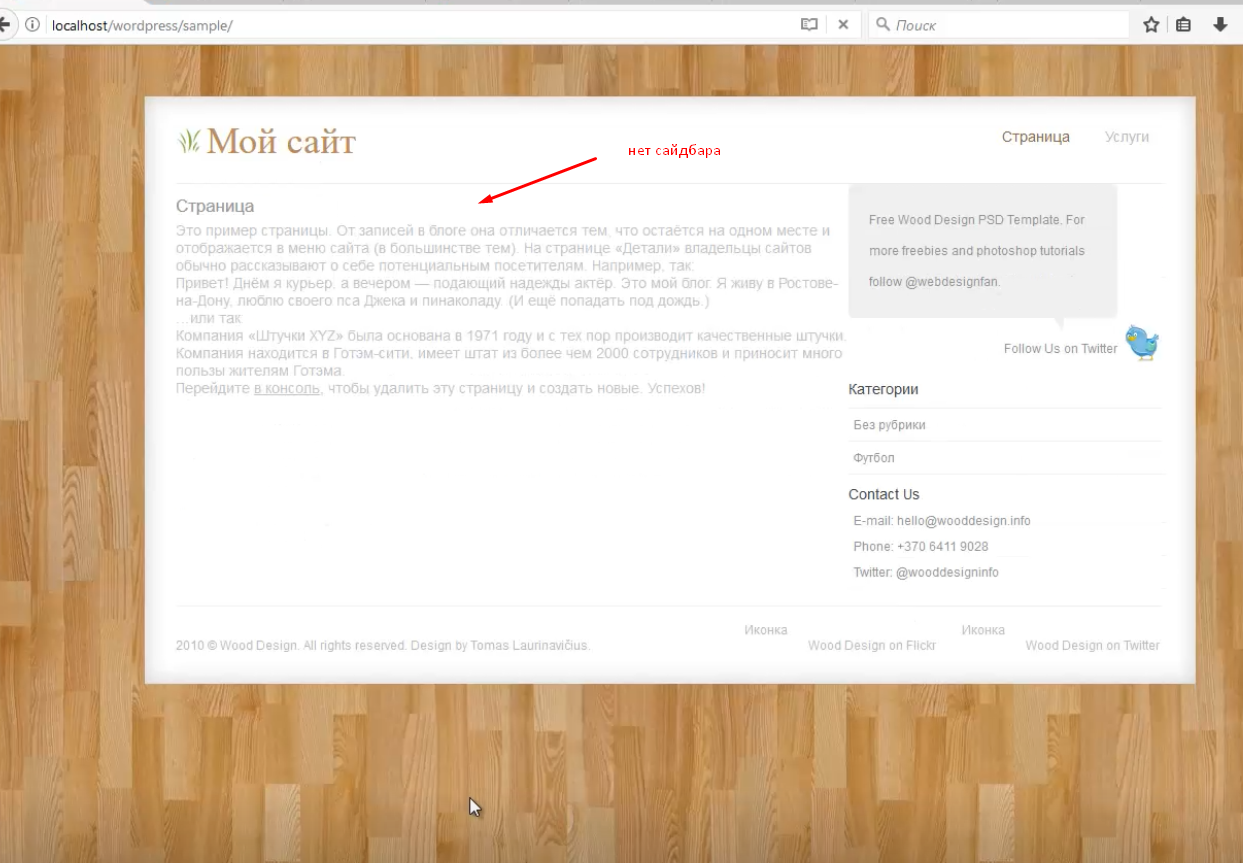 localhost/wordpress/sample/
Поиск
Мой сайт
Страница
Услуги
нет сайдбара
Страница
Это пример страницы. От записей в блоге она отличается тем, что остаётся на одном месте и
отображается в меню сайта (в большинстве тем). На странице «Детали» владельцы сайтов
обычно рассказывают о себе потенциальным посетителям. Например, так:
Привет! Днём я курьер, а вечером — подающий надежды актёр. Это мой блог. Я живу в Ростове-
на-Дону, люблю своего пса Джека и пинаколаду. (И ещё попадать под дождь.)
…или так:
Компания «Штучки XYZ» была основана в 1971 году и с тех пор производит качественные штучки.
Компания находится в Готэм-сити, имеет штат из более чем 2000 сотрудников и приносит много
пользы жителям Готэма.
Перейдите в консоль, чтобы удалить эту страницу и создать новые. Успехов!
Free Wood Design PSD Template. For
more freebies and photoshop tutorials
follow @webdesignfan.
Follow Us on Twitter
Категории
Без рубрики
Футбол
Contact Us
E-mail: hello@wooddesign.info
Phone: +370 6411 9028
Twitter: @wooddesigninfo
2010 © Wood Design. All rights reserved. Design by Tomas Laurinavičius.
Иконка
Wood Design on Flickr
Иконка
Wood Design on Twitter